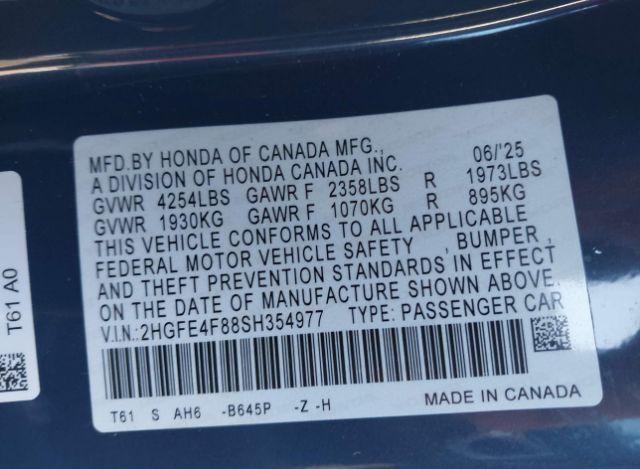 MFD.BY HONDA OF CANADA MFG., 06/'25
A DIVISION OF HONDA CANADA INC.
GVWR 4254LBS GAWR F 2358LBS R 1973LBS
GVWR 1930KG GAWR F 1070KG R 895KG
THIS VEHICLE CONFORMS TO ALL APPLICABLE
FEDERAL MOTOR VEHICLE SAFETY , BUMPER ,
AND THEFT PREVENTION STANDARDS IN EFFECT
ON THE DATE OF MANUFACTURE SHOWN ABOVE.
V.I.N.:2HGFE4F88SH354977 TYPE: PASSENGER CAR
T61 S AH6 -B645P -Z -H MADE IN CANADA
T61 A0